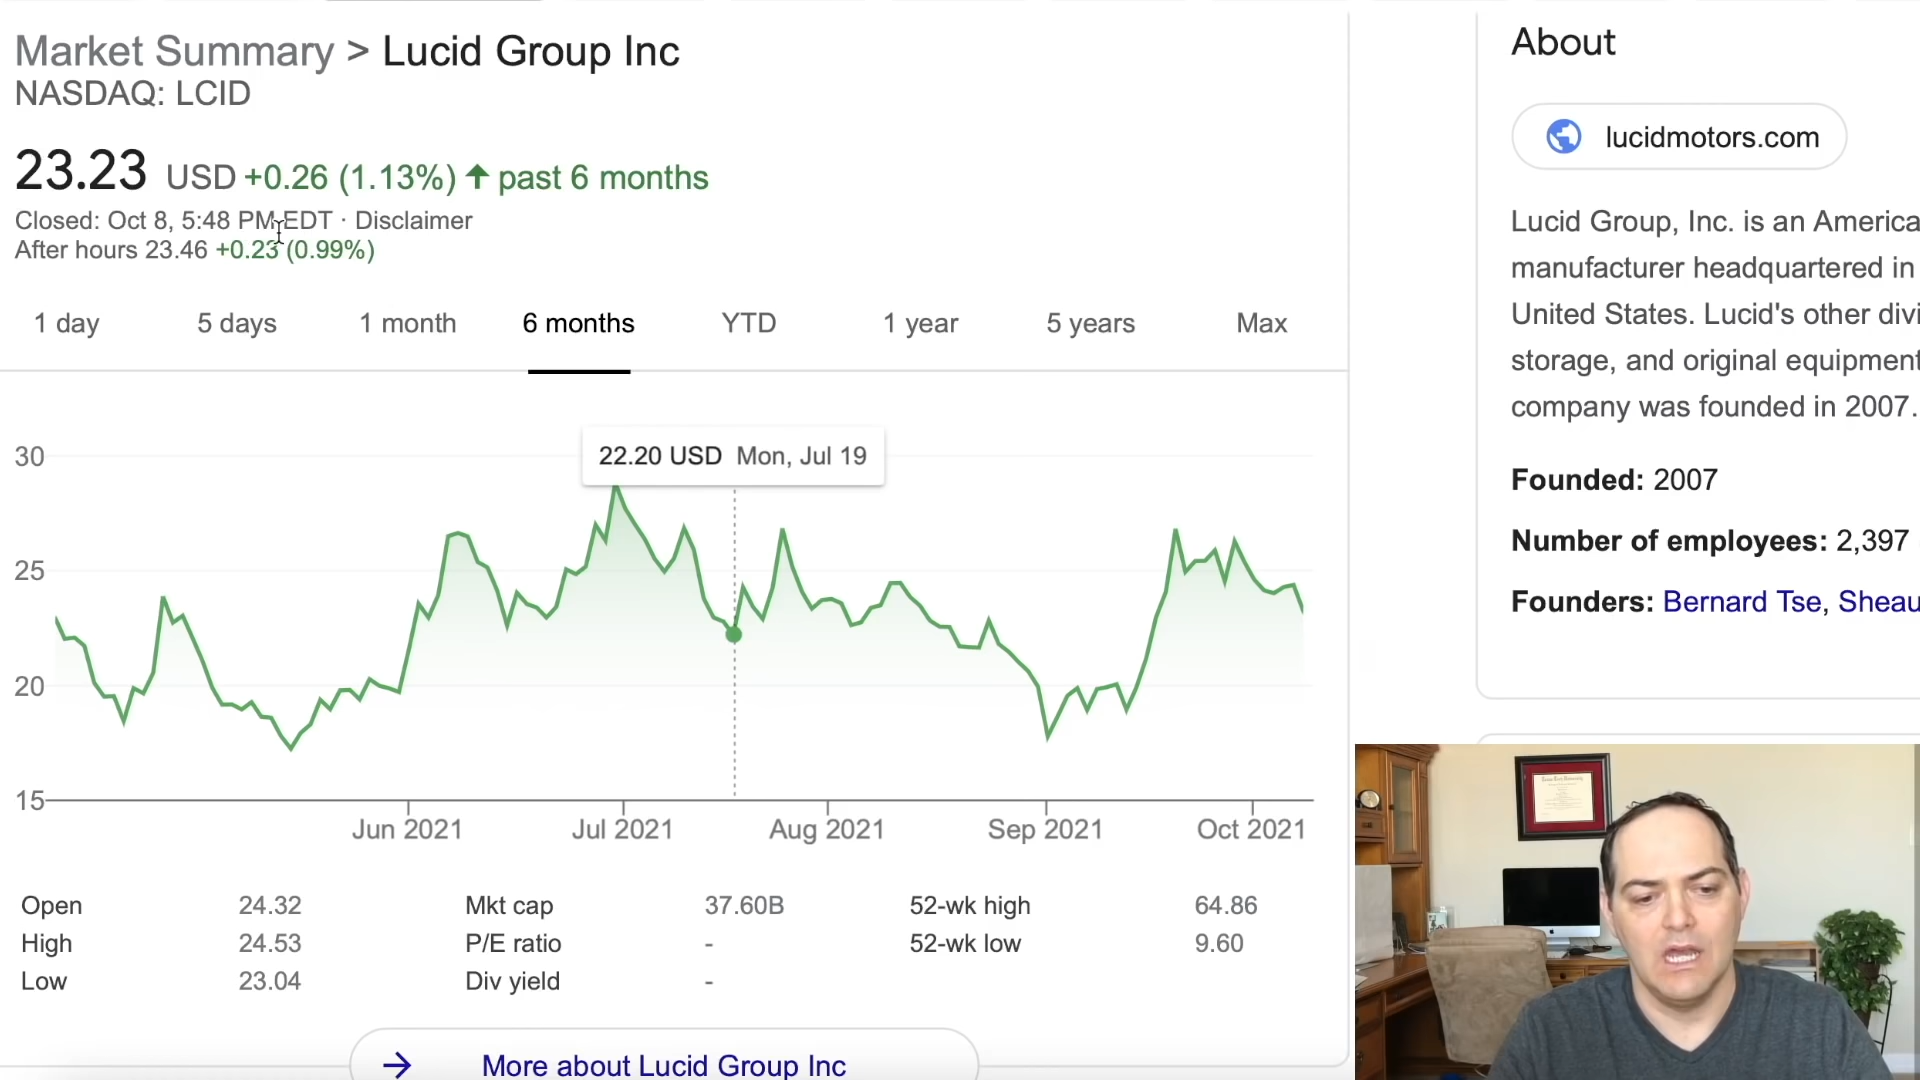 Market Summary > Lucid Group Inc
NASDAQ: LCID
23.23 USD +0.26 (1.13%) ↑ past 6 months
Closed: Oct 8, 5:48 PM EDT · Disclaimer
After hours 23.46 +0.23 (0.99%)
1 day 5 days 1 month 6 months YTD 1 year 5 years Max
22.20 USD Mon, Jul 19
30
25
20
15
Jun 2021 Jul 2021 Aug 2021 Sep 2021 Oct 2021
Open 24.32 Mkt cap 37.60B 52-wk high 64.86
High 24.53 P/E ratio - 52-wk low 9.60
Low 23.04 Div yield -
→ More about Lucid Group Inc
About
lucidmotors.com
Lucid Group, Inc. is an America
manufacturer headquartered in
United States. Lucid's other divi
storage, and original equipment
company was founded in 2007.
Founded: 2007
Number of employees: 2,397
Founders: Bernard Tse, Sheau